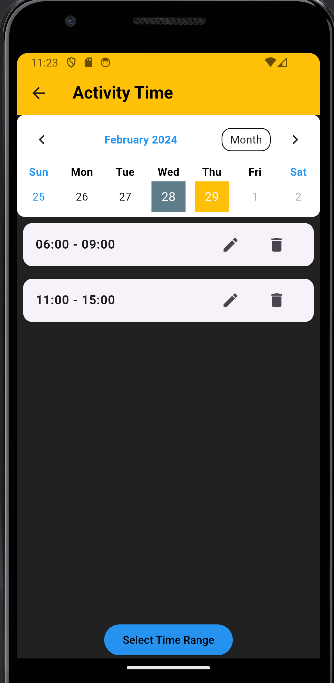 11:23
Activity Time
February 2024 Month
Sun Mon Tue Wed Thu Fri Sat
25 26 27 28 29 1 2
06:00 - 09:00
11:00 - 15:00
Select Time Range